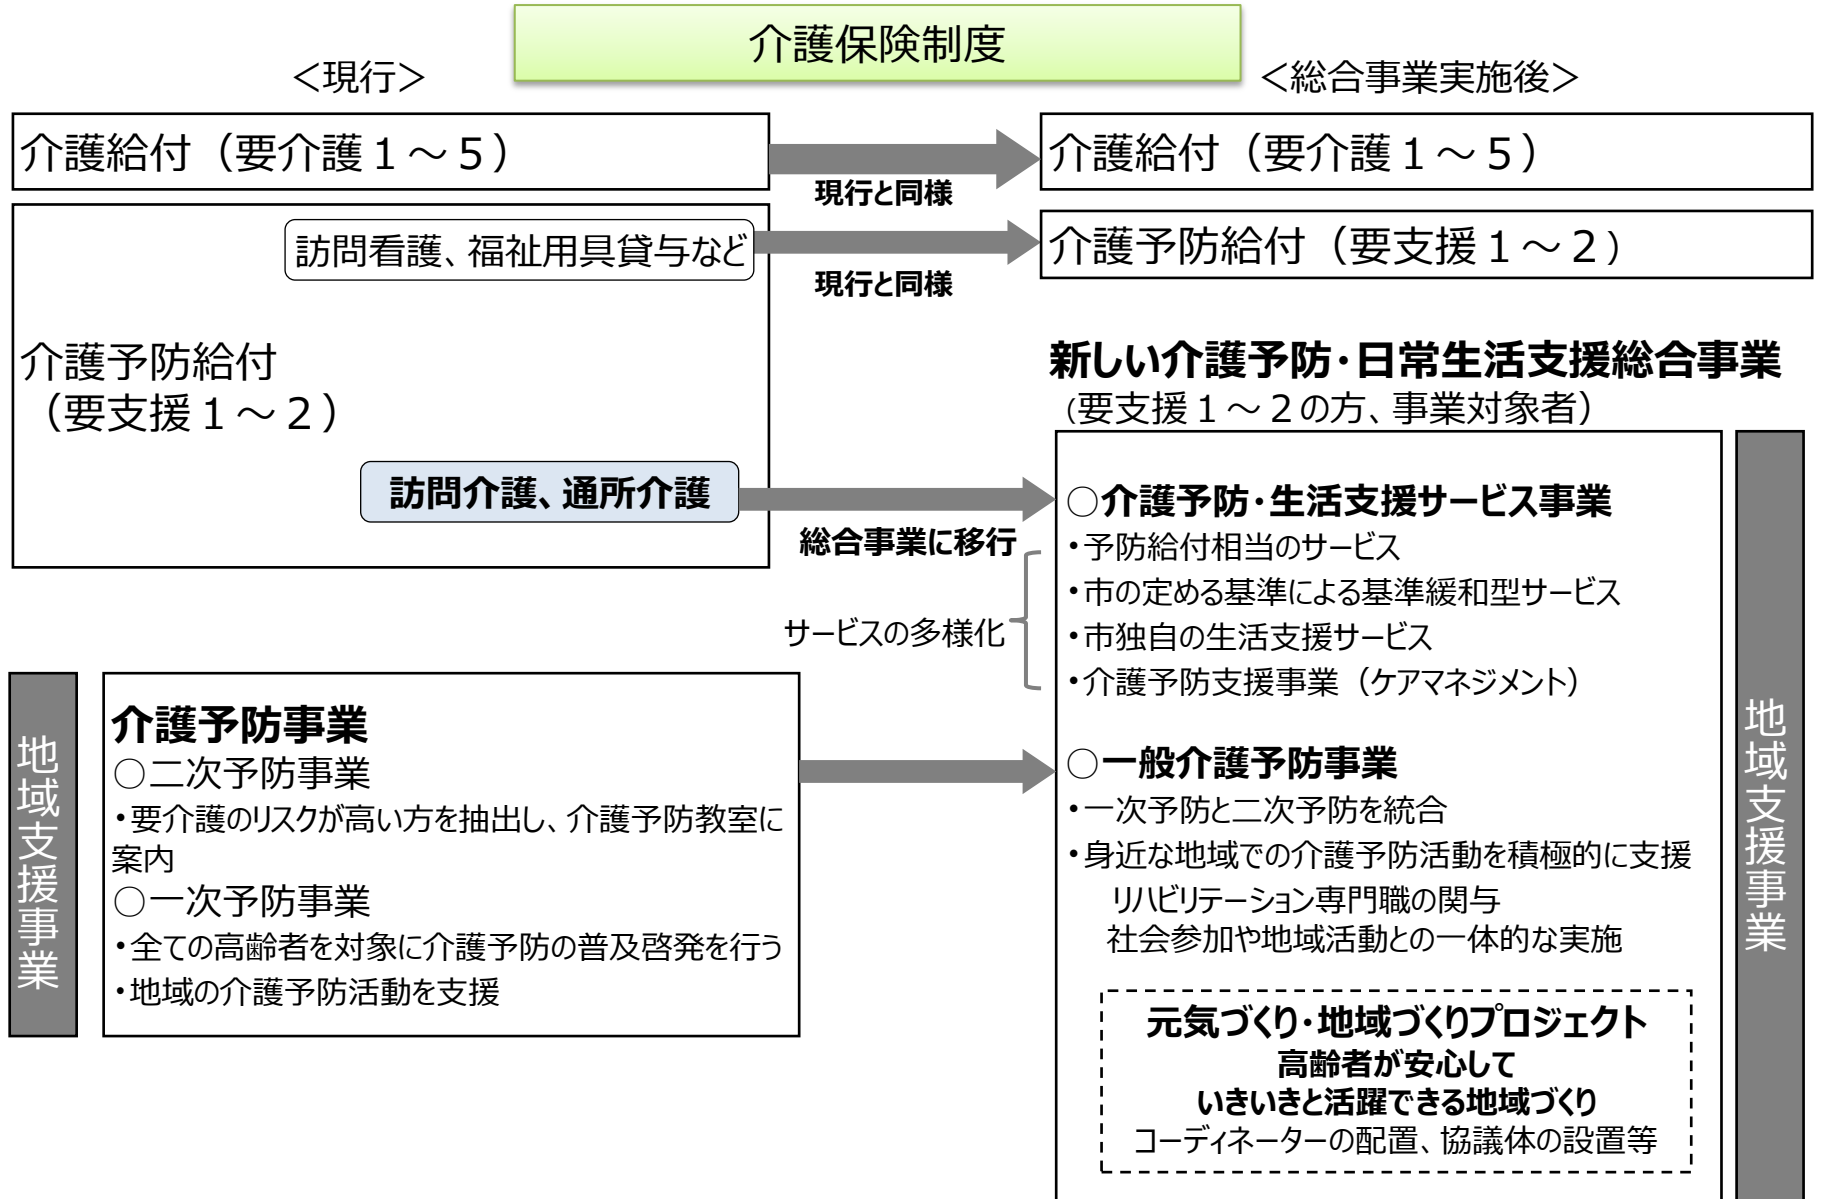 介護保険制度
＜現行＞
＜総合事業実施後＞
介護給付（要介護１～５）
現行と同様
介護給付（要介護１～５）
訪問看護、福祉用具貸与など
現行と同様
介護予防給付（要支援１～２）
介護予防給付
（要支援１～２）
訪問介護、通所介護
総合事業に移行
サービスの多様化
新しい介護予防・日常生活支援総合事業
（要支援１～２の方、事業対象者）
○介護予防・生活支援サービス事業
・予防給付相当のサービス
・市の定める基準による基準緩和型サービス
・市独自の生活支援サービス
・介護予防支援事業（ケアマネジメント）
地域支援事業
介護予防事業
○二次予防事業
・要介護のリスクが高い方を抽出し、介護予防教室に
案内
○一次予防事業
・全ての高齢者を対象に介護予防の普及啓発を行う
・地域の介護予防活動を支援
○一般介護予防事業
・一次予防と二次予防を統合
・身近な地域での介護予防活動を積極的に支援
リハビリテーション専門職の関与
社会参加や地域活動との一体的な実施
元気づくり・地域づくりプロジェクト
高齢者が安心して
いきいきと活躍できる地域づくり
コーディネーターの配置、協議体の設置等
地域支援事業